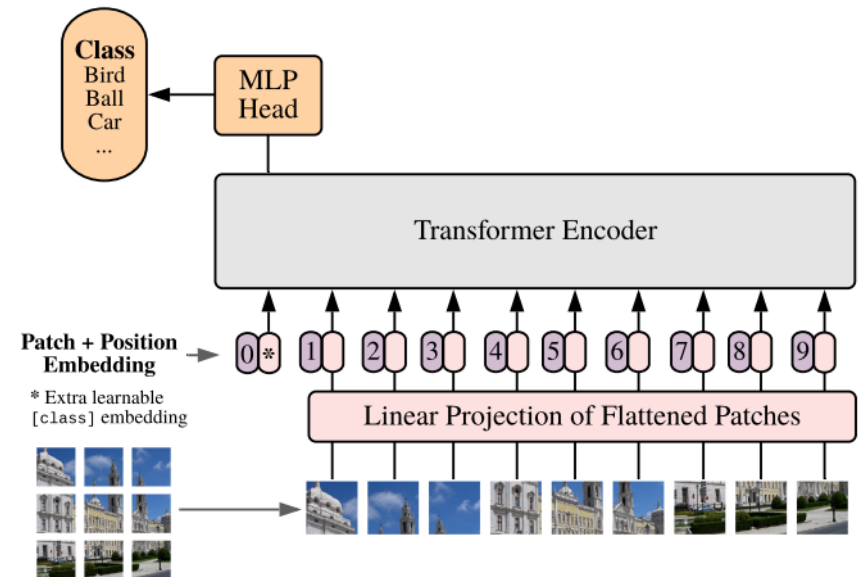 Class
Bird
Ball
Car
...
MLP
Head
Transformer Encoder
Patch + Position
Embedding
0 * 1 2 3 4 5 6 7 8 9
* Extra learnable
[class] embedding
Linear Projection of Flattened Patches